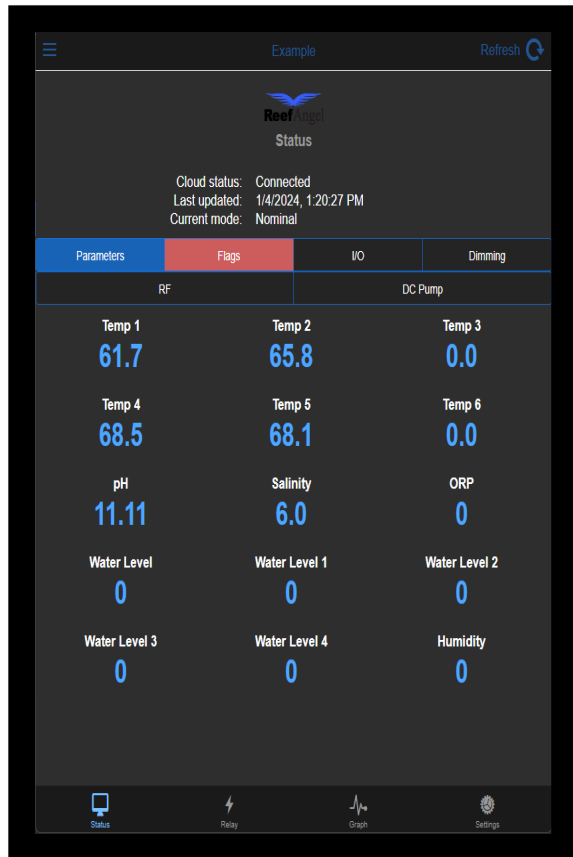 Example
Refresh
ReefAngel
Status
Cloud status: Connected
Last updated: 1/4/2024, 1:20:27 PM
Current mode: Nominal
Parameters Flags I/O Dimming
RF DC Pump
Temp 1 Temp 2 Temp 3
61.7 65.8 0.0
Temp 4 Temp 5 Temp 6
68.5 68.1 0.0
pH Salinity ORP
11.11 6.0 0
Water Level Water Level 1 Water Level 2
0 0 0
Water Level 3 Water Level 4 Humidity
0 0 0
Status Relay Graph Settings